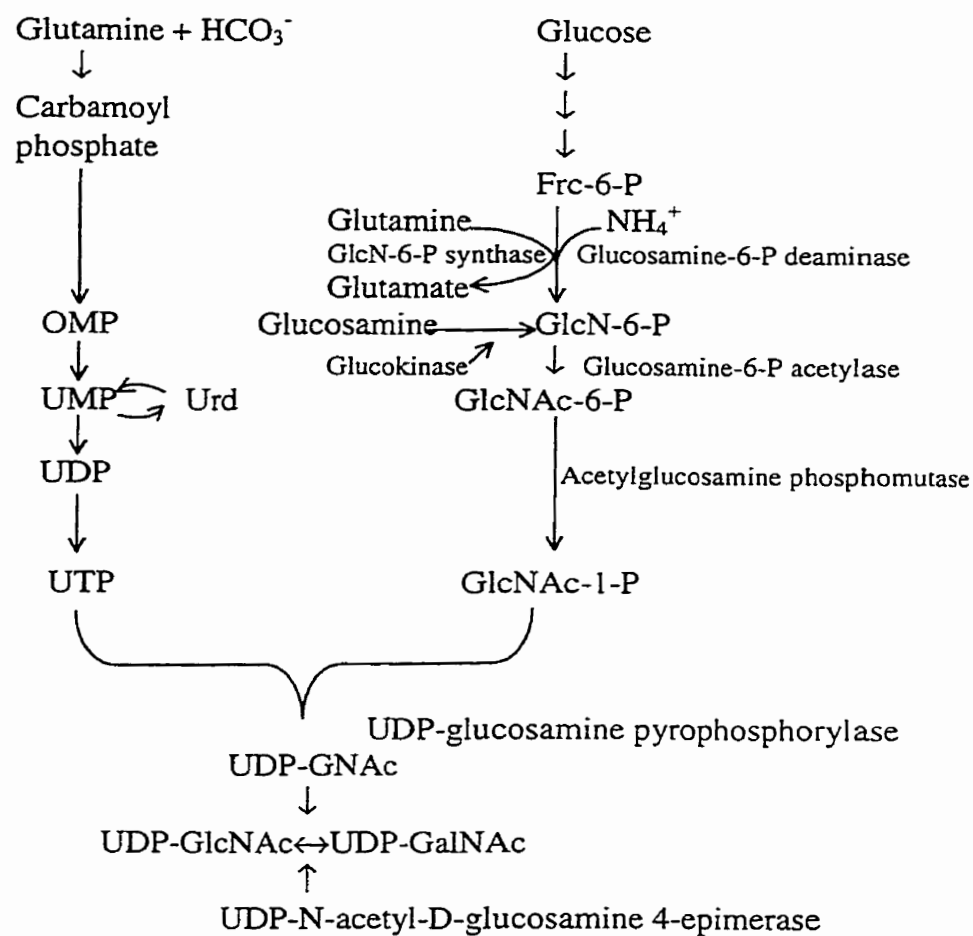 Glutamine + HCO₃⁻
Glucose
Carbamoyl
phosphate
Frc-6-P
Glutamine
NH₄⁺
GlcN-6-P synthase
Glucosamine-6-P deaminase
Glutamate
OMP
Glucosamine
GlcN-6-P
Glucokinase
Glucosamine-6-P acetylase
UMP
Urd
GlcNAc-6-P
UDP
Acetylglucosamine phosphomutase
UTP
GlcNAc-1-P
UDP-glucosamine pyrophosphorylase
UDP-GNAc
UDP-GlcNAc↔UDP-GalNAc
UDP-N-acetyl-D-glucosamine 4-epimerase